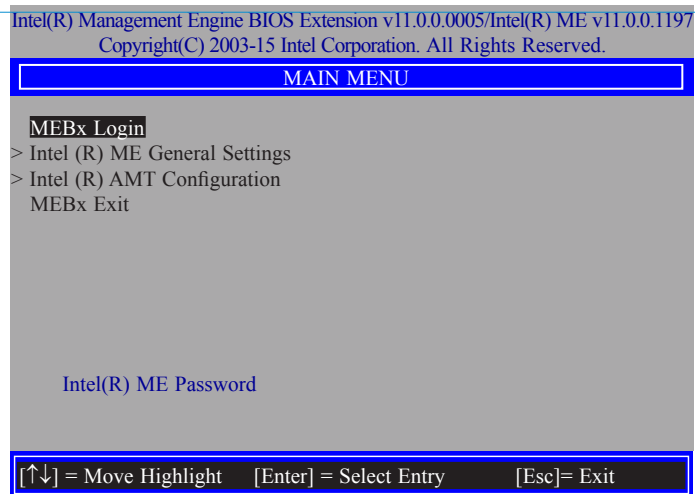 Intel(R) Management Engine BIOS Extension v11.0.0.0005/Intel(R) ME v11.0.0.1197
Copyright(C) 2003-15 Intel Corporation. All Rights Reserved.
MAIN MENU
MEBx Login
> Intel (R) ME General Settings
> Intel (R) AMT Configuration
MEBx Exit
Intel(R) ME Password
[↑↓] = Move Highlight [Enter] = Select Entry [Esc]= Exit